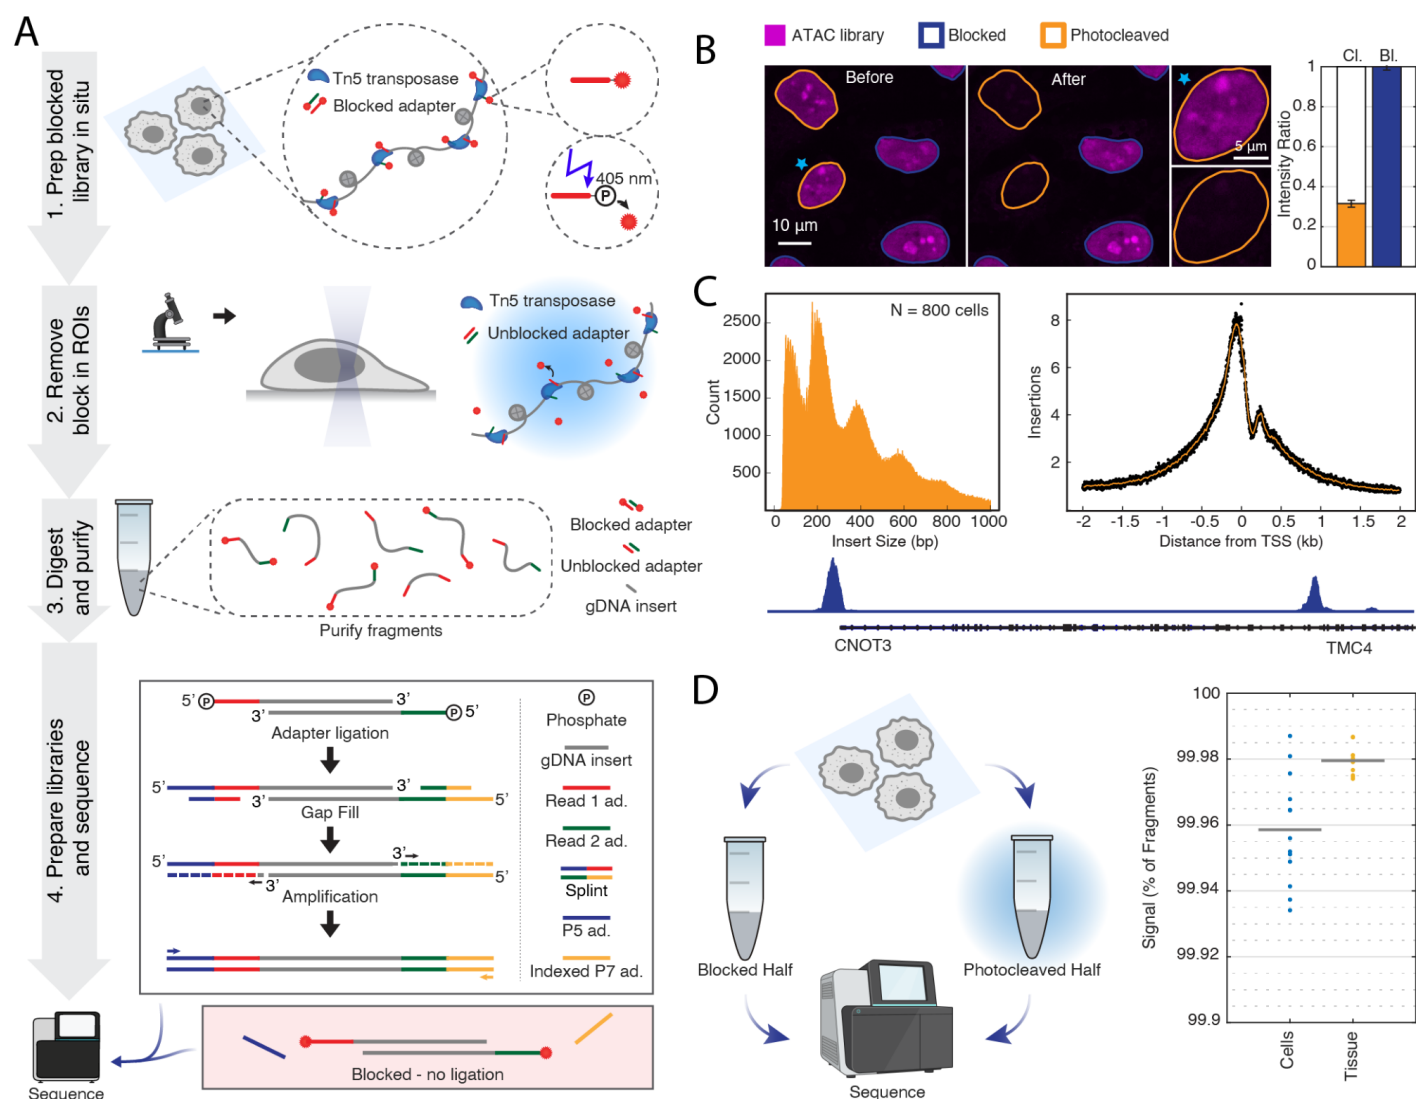 A
1. Prep blocked
library in situ
Tn5 transposase
Blocked adapter
405 nm
P
2. Remove
block in ROIs
Tn5 transposase
Unblocked adapter
3. Digest
and purify
Blocked adapter
Unblocked adapter
gDNA insert
Purify fragments
4. Prepare libraries
and sequence
5' P 3'
3' P 5'
Adapter ligation
5' 3'
3' 5'
Gap Fill
5' 3'
3' 5'
Amplification
P
Phosphate
gDNA insert
Read 1 ad.
Read 2 ad.
Splint
P5 ad.
Indexed P7 ad.
Blocked - no ligation
Sequence
B
ATAC library Blocked Photocleaved
Before After
10 µm
5 µm
Cl. Bl.
Intensity Ratio
1
0.8
0.6
0.4
0.2
0
C
N = 800 cells
Count
2500
2000
1500
1000
500
0 200 400 600 800 1000
Insert Size (bp)
Insertions
8
6
4
2
-2 -1.5 -1 -0.5 0 0.5 1 1.5 2
Distance from TSS (kb)
CNOT3 TMC4
D
Blocked Half Photocleaved Half
Sequence
Signal (% of Fragments)
100
99.98
99.96
99.94
99.92
99.9
Cells Tissue